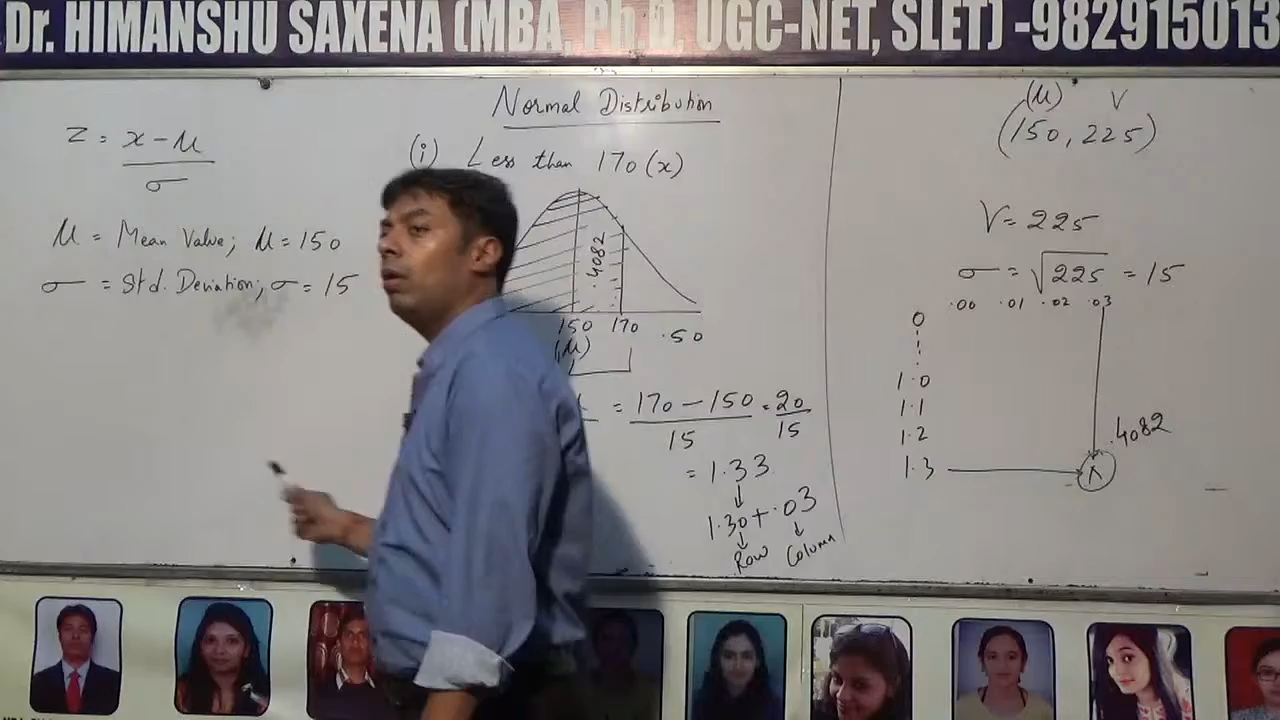 Dr. HIMANSHU SAXENA (MBA, Ph.D, UGC-NET, SLET) -982915013
Normal Distribution
Z = x - μ
σ
μ = Mean Value; μ = 150
σ = Std. Deviation; σ = 15
(i) Less than 170 (x)
.4082
150 170 .50
(μ)
= 170 - 150 = 20
15 15
= 1.33
1.30 + .03
Row Column
(μ) V
(150, 225)
V = 225
σ = √225 = 15
.00 .01 .02 .03
0
1.0
1.1
1.2
1.3
.4082